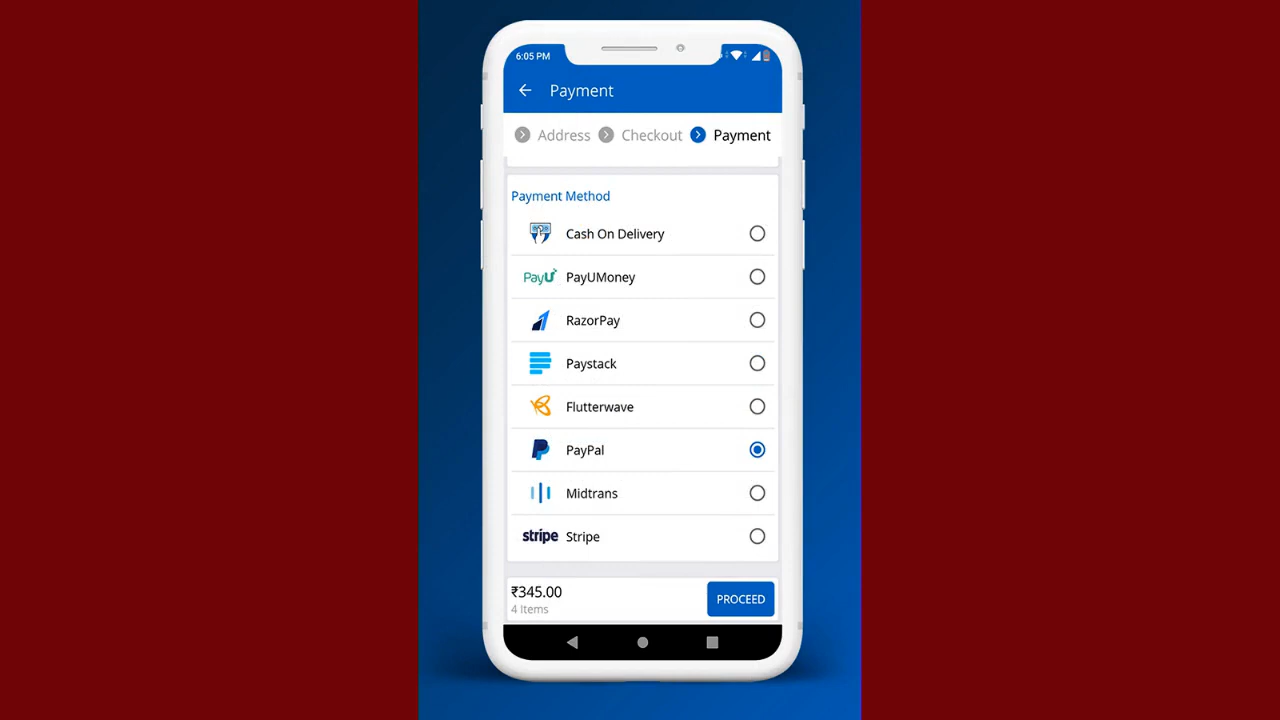 6:05 PM
Payment
Address Checkout Payment
Payment Method
Cash On Delivery
PayU PayUMoney
RazorPay
Paystack
Flutterwave
PayPal
Midtrans
stripe Stripe
₹345.00
4 Items
PROCEED